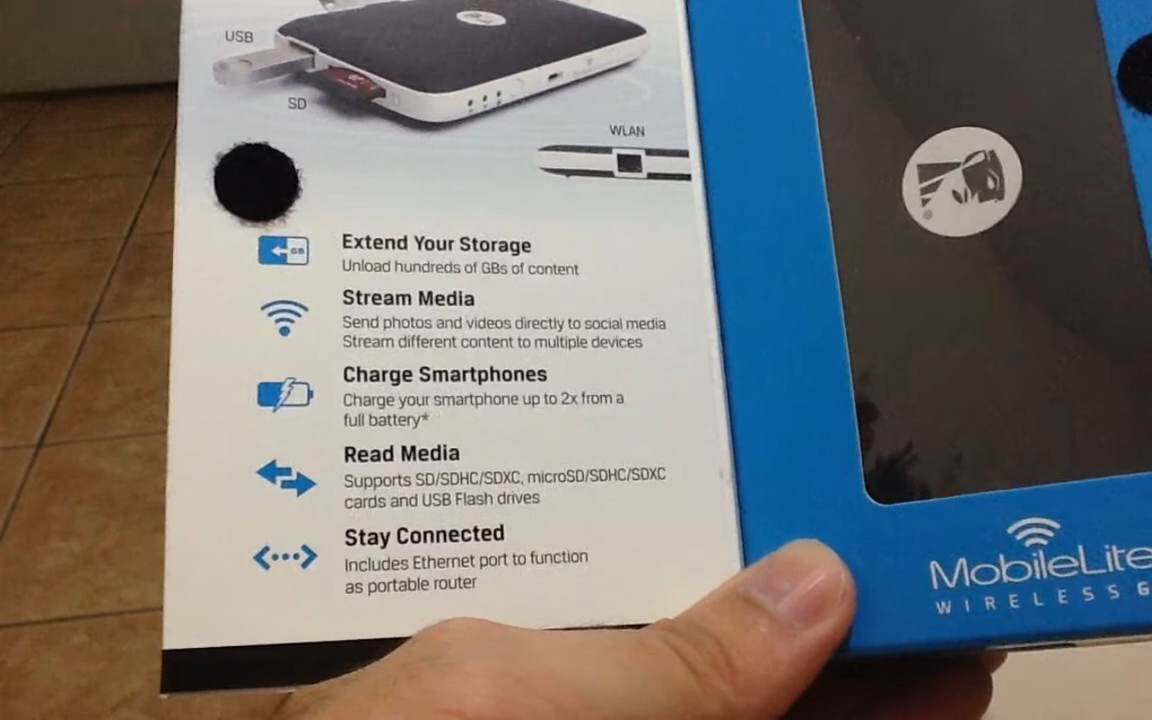 USB
SD
WLAN
GB
Extend Your Storage
Unload hundreds of GBs of content
Stream Media
Send photos and videos directly to social media
Stream different content to multiple devices
Charge Smartphones
Charge your smartphone up to 2x from a
full battery*
Read Media
Supports SD/SDHC/SDXC, microSD/SDHC/SDXC
cards and USB Flash drives
Stay Connected
Includes Ethernet port to function
as portable router
MobileLite
WIRELESS G